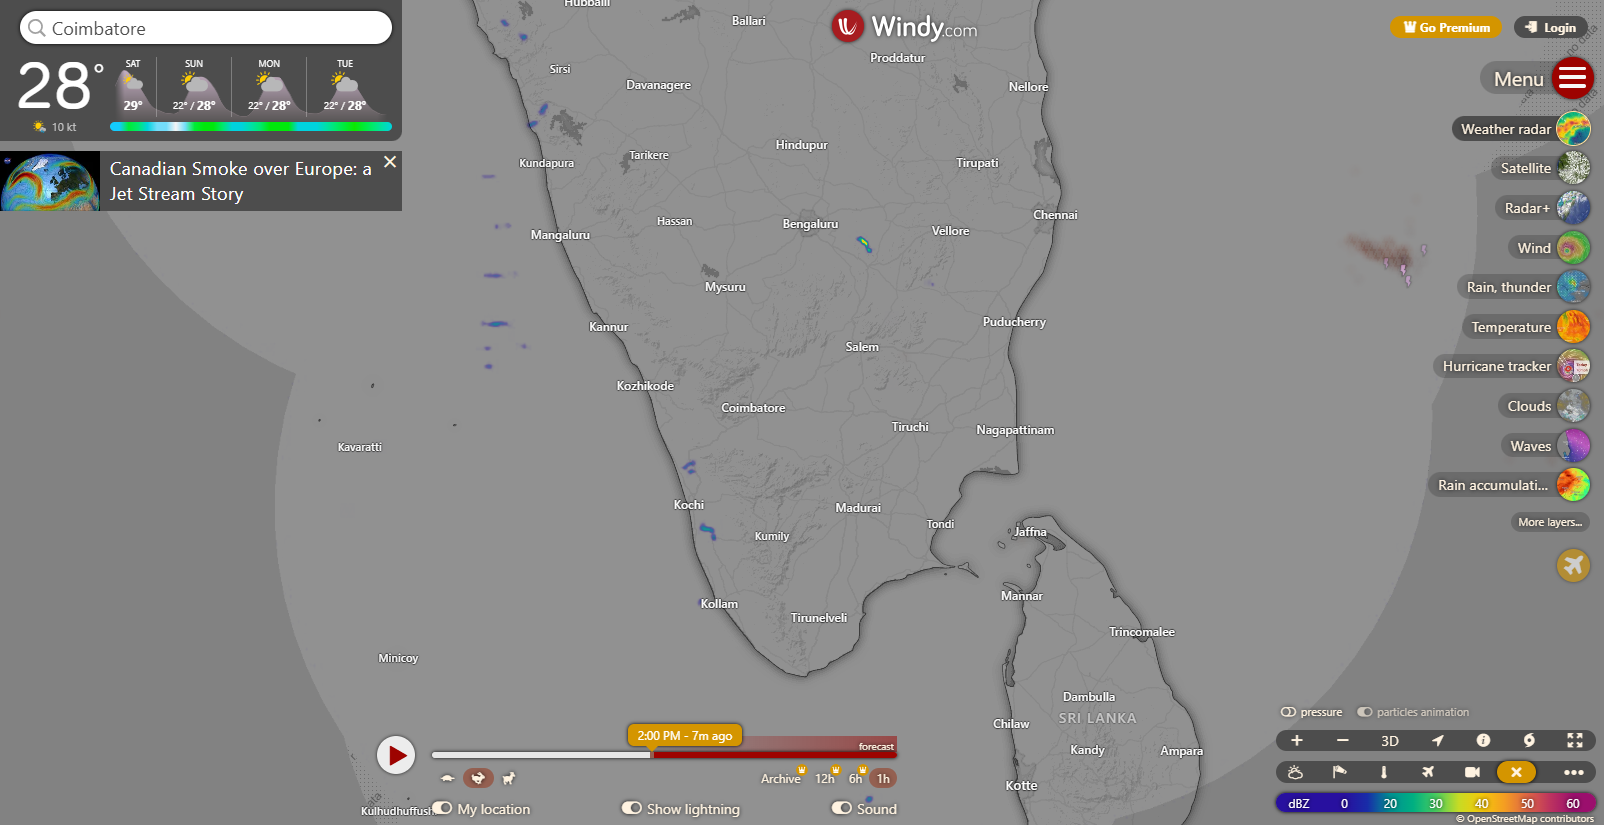 Coimbatore
28°
10 kt
SAT
29°
SUN
22° / 28°
MON
22° / 28°
TUE
22° / 28°
Canadian Smoke over Europe: a
Jet Stream Story
Windy.com
Go Premium
Login
Menu
Weather radar
Satellite
Radar+
Wind
Rain, thunder
Temperature
Hurricane tracker
Clouds
Waves
Rain accumulati...
More layers...
no data
data
Hubballi
Ballari
Proddatur
Sirsi
Davanagere
Nellore
Hindupur
Kundapura
Tarikere
Tirupati
Chennai
Hassan
Bengaluru
Vellore
Mangaluru
Mysuru
Kannur
Puducherry
Salem
Kozhikode
Coimbatore
Tiruchi
Nagapattinam
Kavaratti
Kochi
Madurai
Tondi
Kumily
Jaffna
Mannar
Kollam
Tirunelveli
Trincomalee
Minicoy
Dambulla
SRI LANKA
Chilaw
Kandy
Ampara
Kotte
Kulhudhuffush
data
2:00 PM - 7m ago
forecast
Archive
12h
6h
1h
My location
Show lightning
Sound
pressure
particles animation
3D
dBZ 0 20 30 40 50 60
© OpenStreetMap contributors